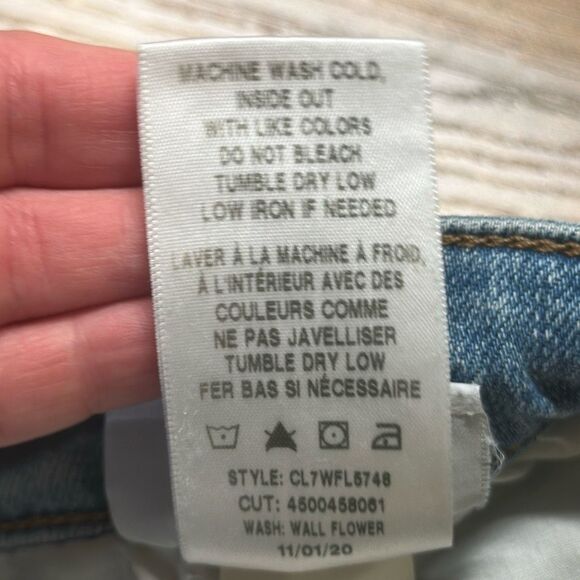 MACHINE WASH COLD,
INSIDE OUT
WITH LIKE COLORS
DO NOT BLEACH
TUMBLE DRY LOW
LOW IRON IF NEEDED
LAVER À LA MACHINE À FROID,
À L'INTÉRIEUR AVEC DES
COULEURS COMME
NE PAS JAVELLISER
TUMBLE DRY LOW
FER BAS SI NÉCESSAIRE
STYLE: CL7WFL5748
CUT: 4500458061
WASH: WALL FLOWER
11/01/20